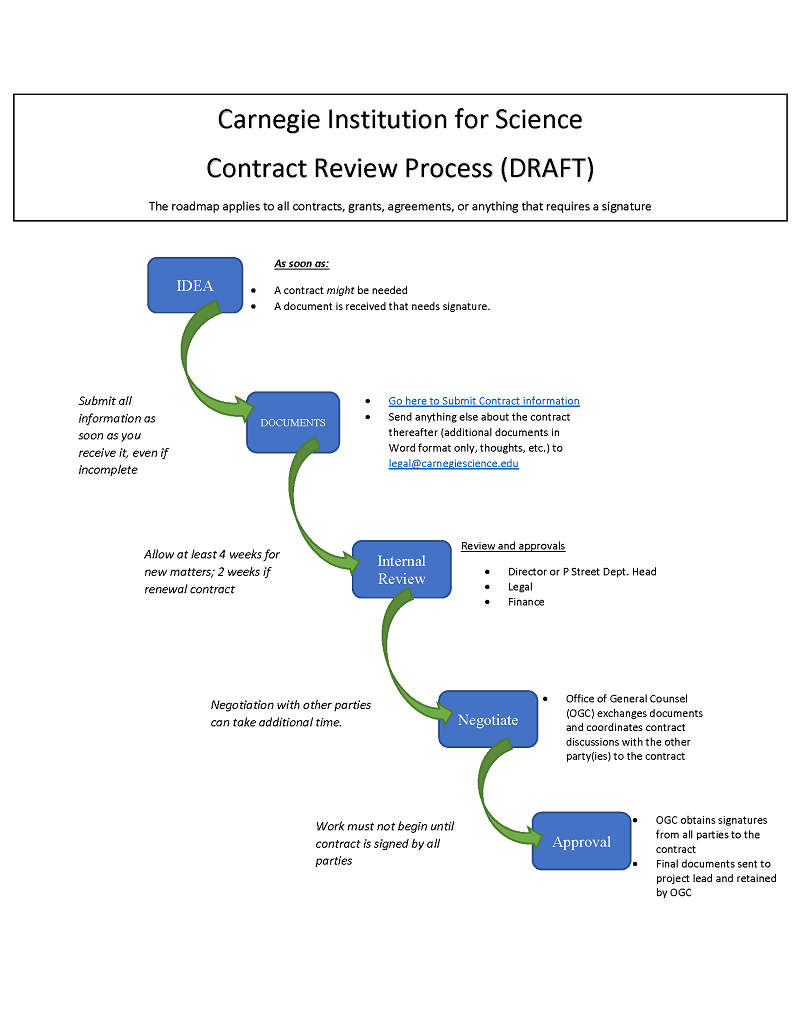 Carnegie Institution for Science
Contract Review Process (DRAFT)
The roadmap applies to all contracts, grants, agreements, or anything that requires a signature
IDEA
As soon as:
• A contract might be needed
• A document is received that needs signature.
Submit all
information as
soon as you
receive it, even if
incomplete
DOCUMENTS
• Go here to Submit Contract information
• Send anything else about the contract
thereafter (additional documents in
Word format only, thoughts, etc.) to
legal@carnegiescience.edu
Allow at least 4 weeks for
new matters; 2 weeks if
renewal contract
Internal
Review
Review and approvals
• Director or P Street Dept. Head
• Legal
• Finance
Negotiation with other parties
can take additional time.
Negotiate
• Office of General Counsel
(OGC) exchanges documents
and coordinates contract
discussions with the other
party(ies) to the contract
Work must not begin until
contract is signed by all
parties
Approval
• OGC obtains signatures
from all parties to the
contract
• Final documents sent to
project lead and retained
by OGC